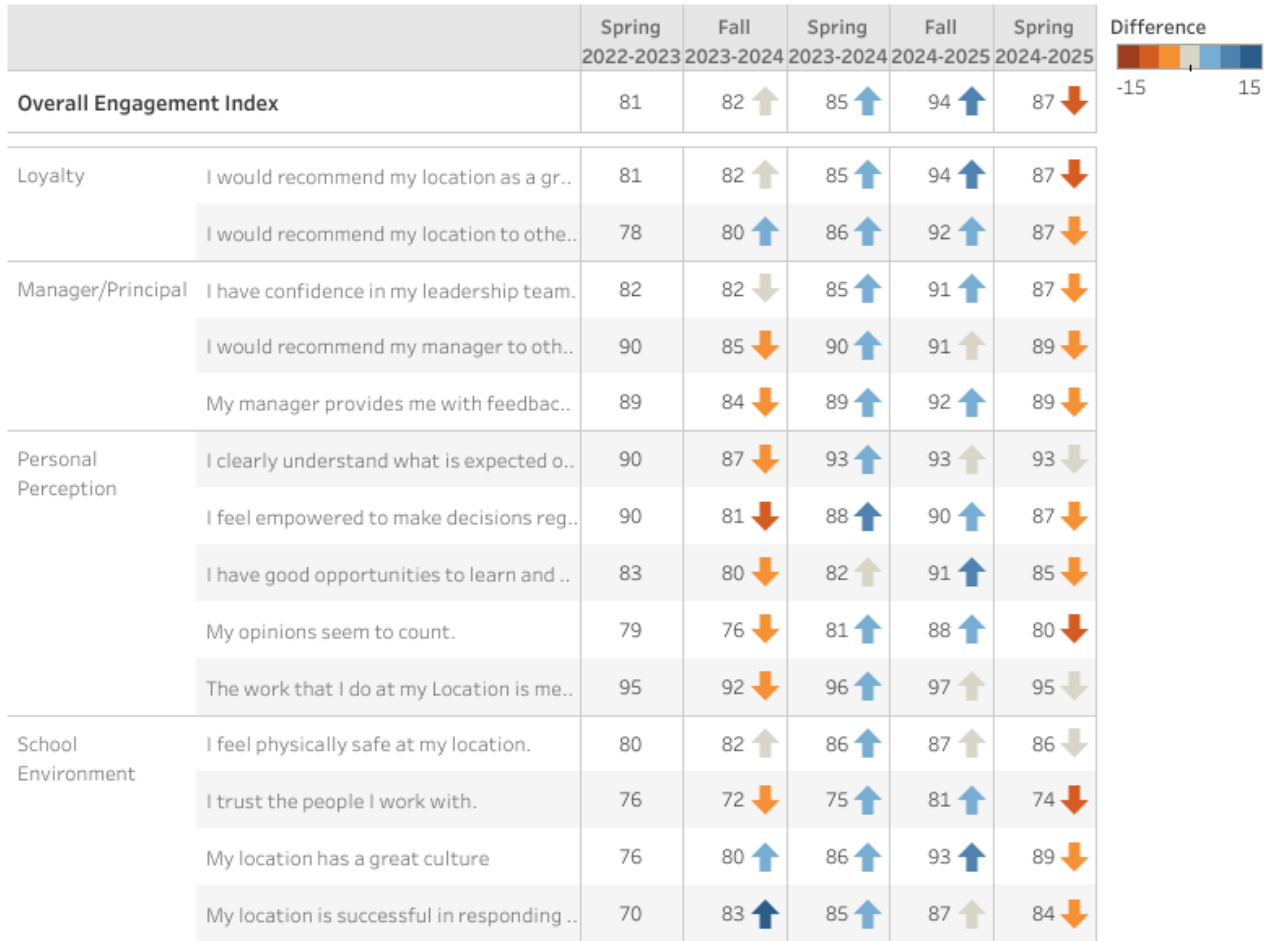 Spring Fall Spring Fall Spring Difference
2022-2023 2023-2024 2023-2024 2024-2025 2024-2025
-15 15
Overall Engagement Index 81 82 85 94 87
Loyalty I would recommend my location as a gr.. 81 82 85 94 87
I would recommend my location to othe.. 78 80 86 92 87
Manager/Principal I have confidence in my leadership team. 82 82 85 91 87
I would recommend my manager to oth.. 90 85 90 91 89
My manager provides me with feedbac.. 89 84 89 92 89
Personal Perception I clearly understand what is expected o.. 90 87 93 93 93
I feel empowered to make decisions reg.. 90 81 88 90 87
I have good opportunities to learn and .. 83 80 82 91 85
My opinions seem to count. 79 76 81 88 80
The work that I do at my Location is me.. 95 92 96 97 95
School Environment I feel physically safe at my location. 80 82 86 87 86
I trust the people I work with. 76 72 75 81 74
My location has a great culture 76 80 86 93 89
My location is successful in responding .. 70 83 85 87 84